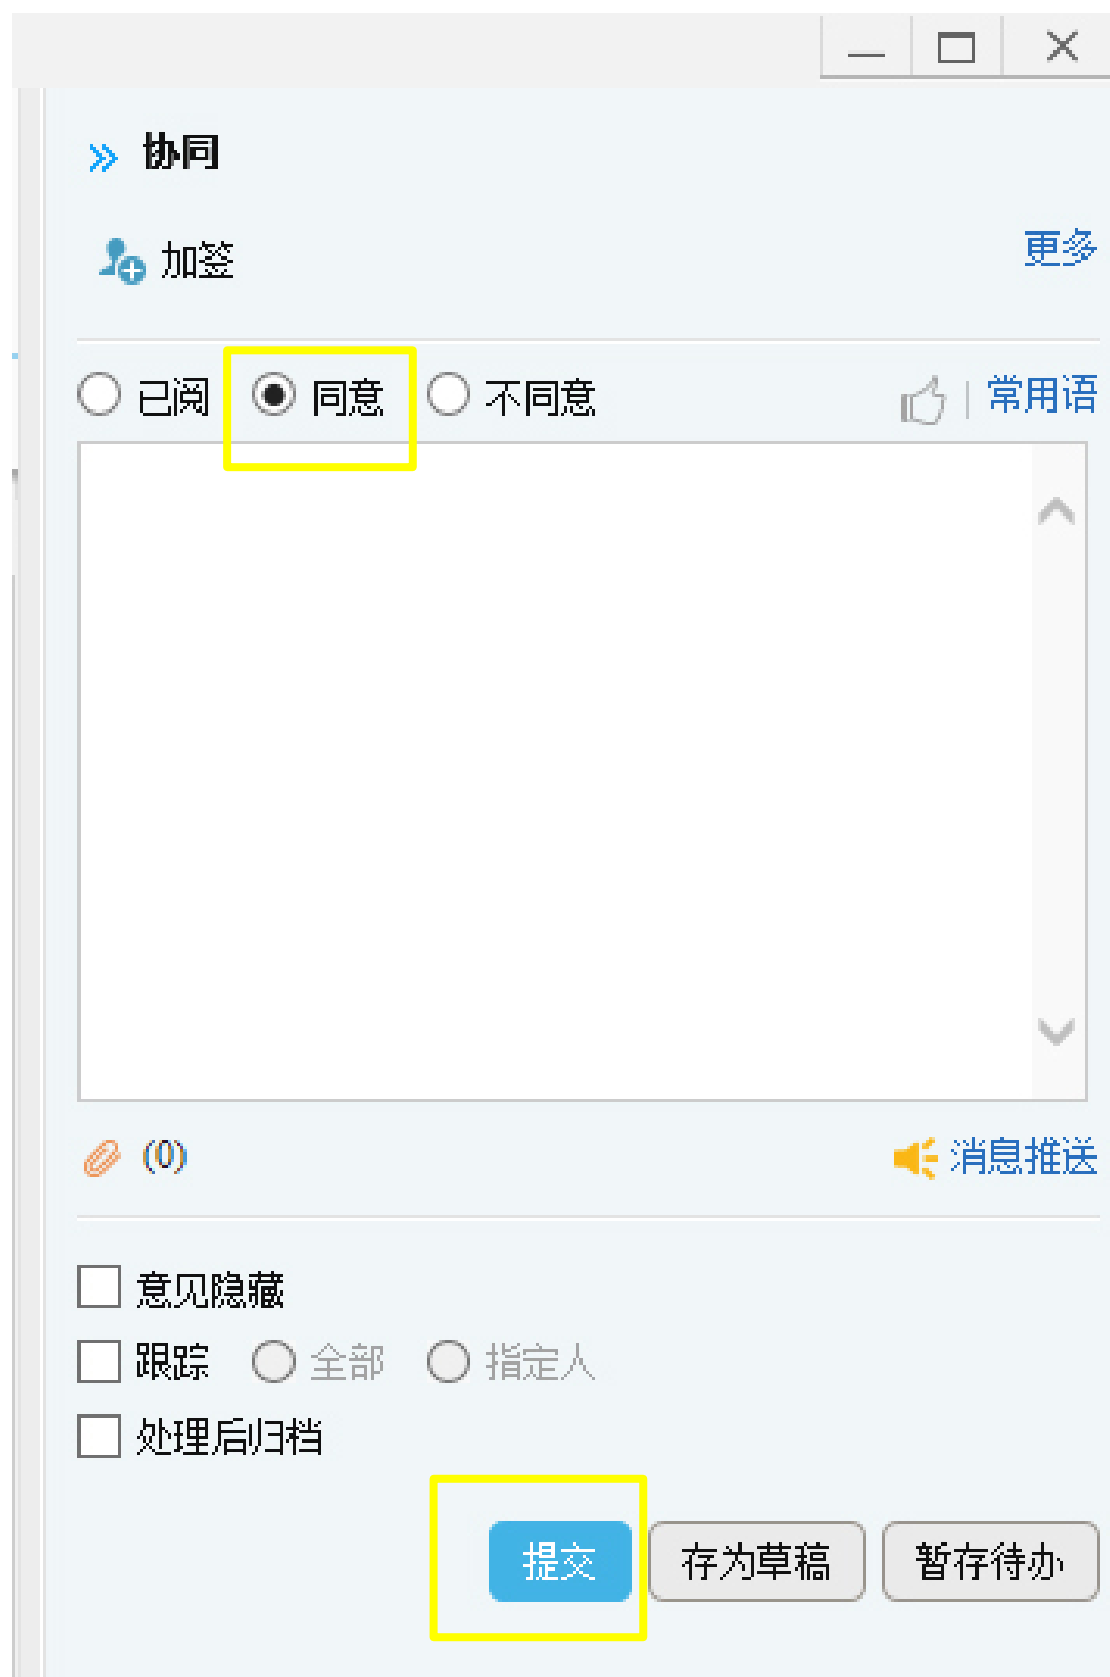 协同
加签 更多
已阅 同意 不同意 常用语
(0) 消息推送
意见隐藏
跟踪 全部 指定人
处理后归档
提交 存为草稿 暂存待办